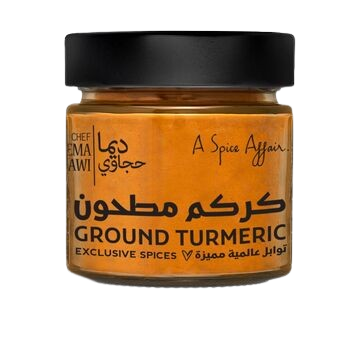 CHEF
ديما
حجاوي
A Spice Affair.
كركم مطحون
GROUND TURMERIC
EXCLUSIVE SPICES توابل عالمية مميزة